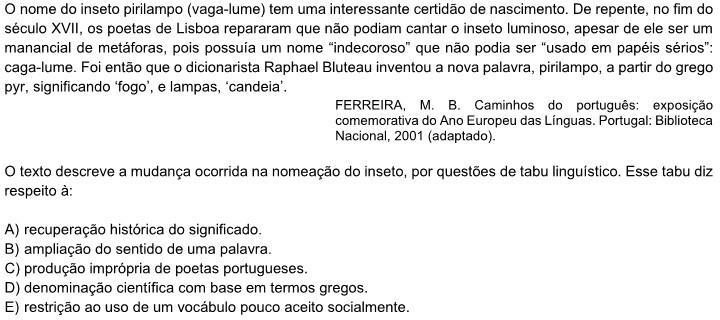 O nome do inseto pirilampo (vaga-lume) tem uma interessante certidão de nascimento. De repente, no fim do
século XVII, os poetas de Lisboa repararam que não podiam cantar o inseto luminoso, apesar de ele ser um
manancial de metáforas, pois possuía um nome “indecoroso” que não podia ser “usado em papéis sérios”:
caga-lume. Foi então que o dicionarista Raphael Bluteau inventou a nova palavra, pirilampo, a partir do grego
pyr, significando ‘fogo’, e lampas, ‘candeia’.
FERREIRA, M. B. Caminhos do português: exposição
comemorativa do Ano Europeu das Línguas. Portugal: Biblioteca
Nacional, 2001 (adaptado).
O texto descreve a mudança ocorrida na nomeação do inseto, por questões de tabu linguístico. Esse tabu diz
respeito à:
A) recuperação histórica do significado.
B) ampliação do sentido de uma palavra.
C) produção imprópria de poetas portugueses.
D) denominação científica com base em termos gregos.
E) restrição ao uso de um vocábulo pouco aceito socialmente.